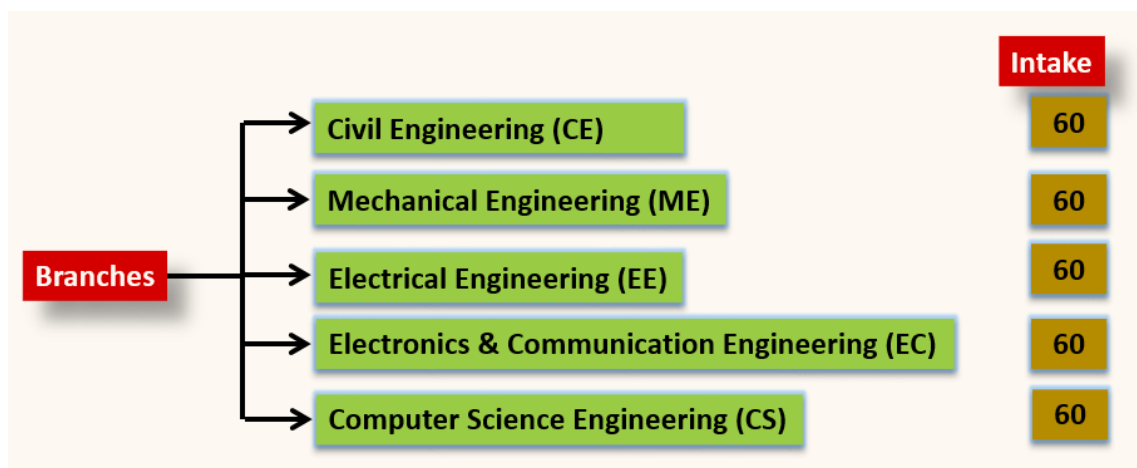 Intake
Civil Engineering (CE) 60
Mechanical Engineering (ME) 60
Branches
Electrical Engineering (EE) 60
Electronics & Communication Engineering (EC) 60
Computer Science Engineering (CS) 60